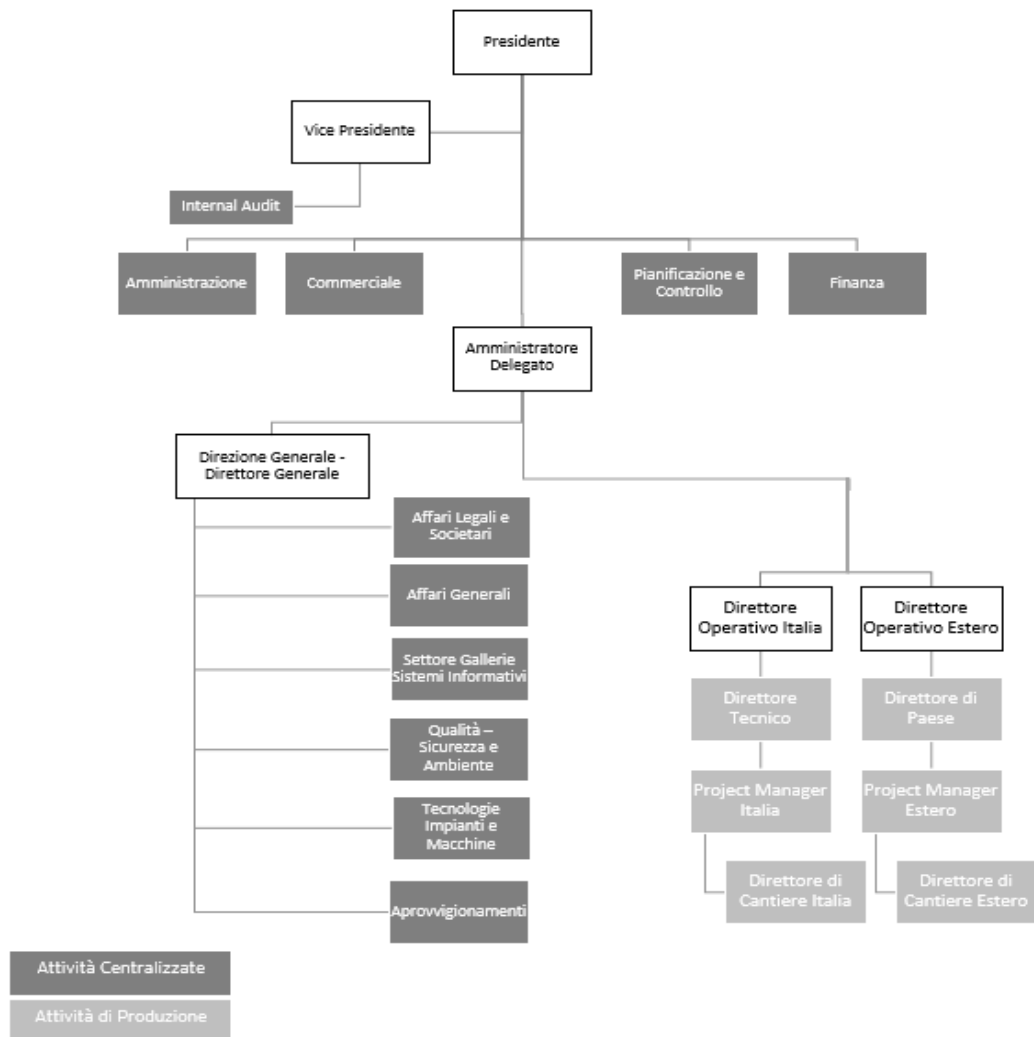 Presidente
Vice Presidente
Internal Audit
Amministrazione
Commerciale
Pianificazione e
Controllo
Finanza
Amministratore
Delegato
Direzione Generale -
Direttore Generale
Affari Legali e
Societari
Affari Generali
Settore Gallerie
Sistemi Informativi
Qualità –
Sicurezza e
Ambiente
Tecnologie
Impianti e
Macchine
Aprovvigionamenti
Direttore
Operativo Italia
Direttore
Operativo Estero
Direttore
Tecnico
Direttore di
Paese
Project Manager
Italia
Project Manager
Estero
Direttore di
Cantiere Italia
Direttore di
Cantiere Estero
Attività Centralizzate
Attività di Produzione